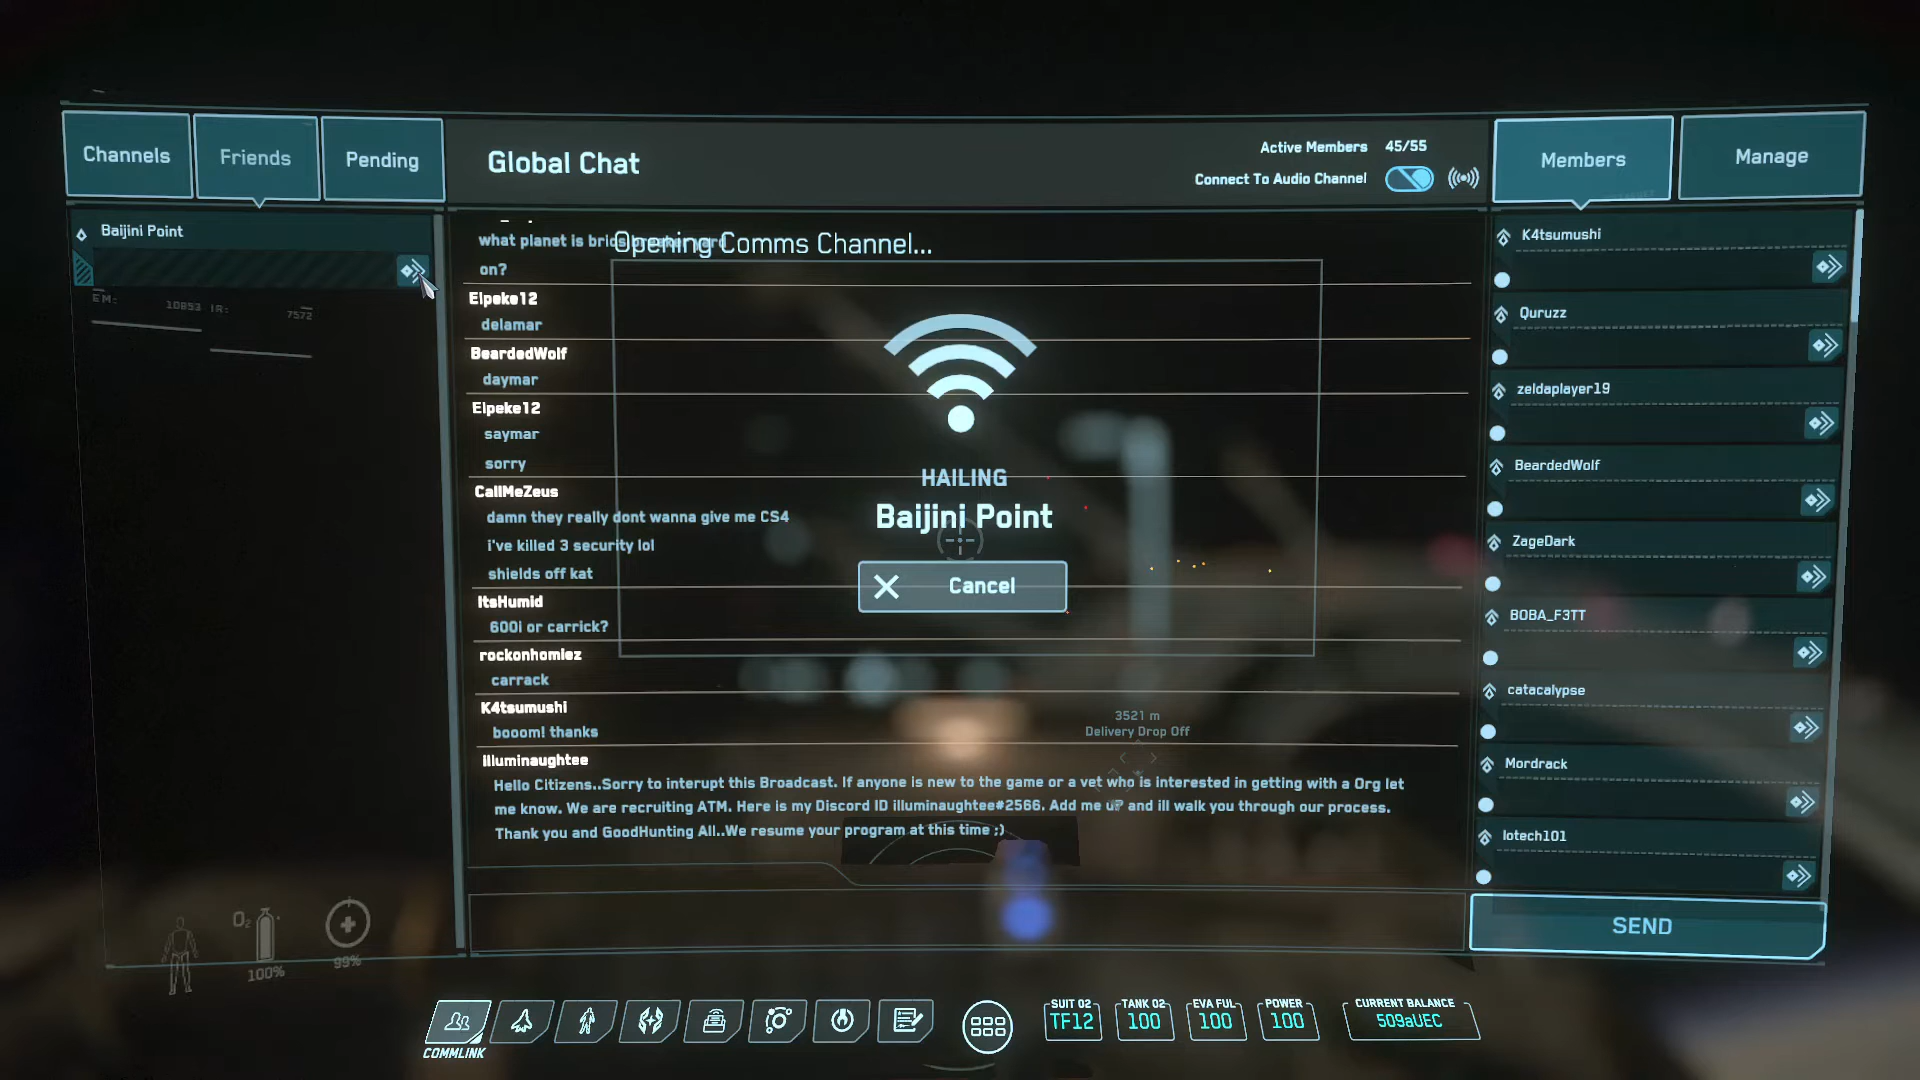 Channels
Friends
Pending
Global Chat
Active Members 45/55
Connect To Audio Channel
Members
Manage
Baijini Point
EM: 10853 IR: 7572
what planet is brios breaker yard
on?
Elpeke12
delamar
BeardedWolf
daymar
Elpeke12
saymar
sorry
CallMeZeus
damn they really dont wanna give me CS4
i've killed 3 security lol
shields off kat
ItsHumid
600i or carrick?
rockonhomiez
carrack
K4tsumushi
booom! thanks
illuminaughtee
Hello Citizens..Sorry to interupt this Broadcast. If anyone is new to the game or a vet who is interested in getting with a Org let
me know. We are recruiting ATM. Here is my Discord ID illuminaughtee#2566. Add me up and ill walk you through our process.
Thank you and GoodHunting All..We resume your program at this time ;)
Opening Comms Channel...
HAILING
Baijini Point
Cancel
3521 m
Delivery Drop Off
K4tsumushi
Quruzz
zeldaplayer19
BeardedWolf
ZageDark
BOBA_F3TT
catacalypse
Mordrack
lotech101
SEND
O2
100%
99%
COMMLINK
SUIT 02
TF12
TANK 02
100
EVA FUL
100
POWER
100
CURRENT BALANCE
509aUEC